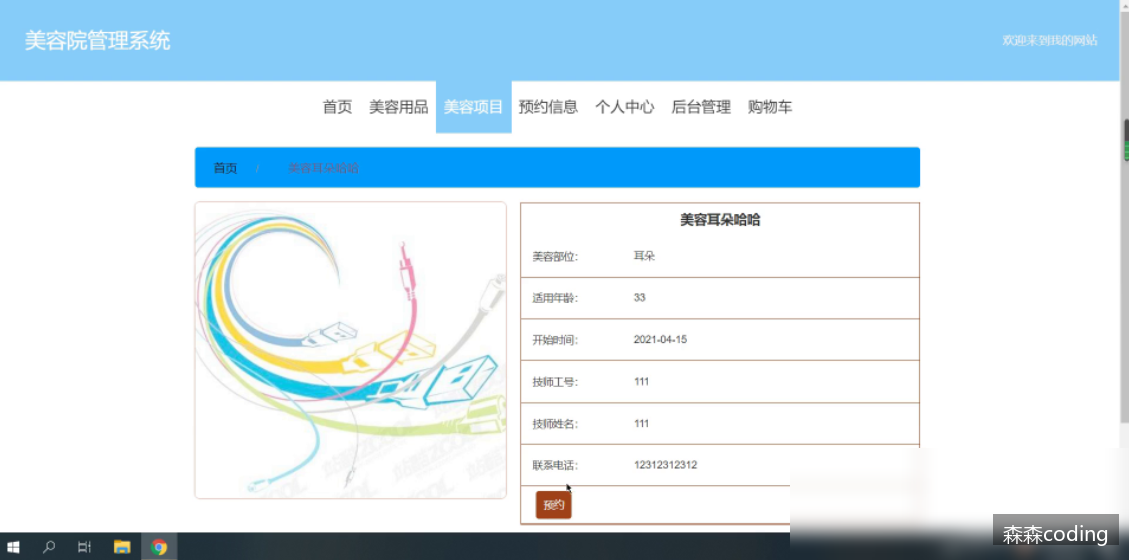 美容院管理系统
欢迎来到我的网站
首页 美容用品 美容项目 预约信息 个人中心 后台管理 购物车
首页 / 美容耳朵哈哈
美容耳朵哈哈
美容部位: 耳朵
适用年龄: 33
开始时间: 2021-04-15
技师工号: 111
技师姓名: 111
联系电话: 12312312312
预约
森森coding